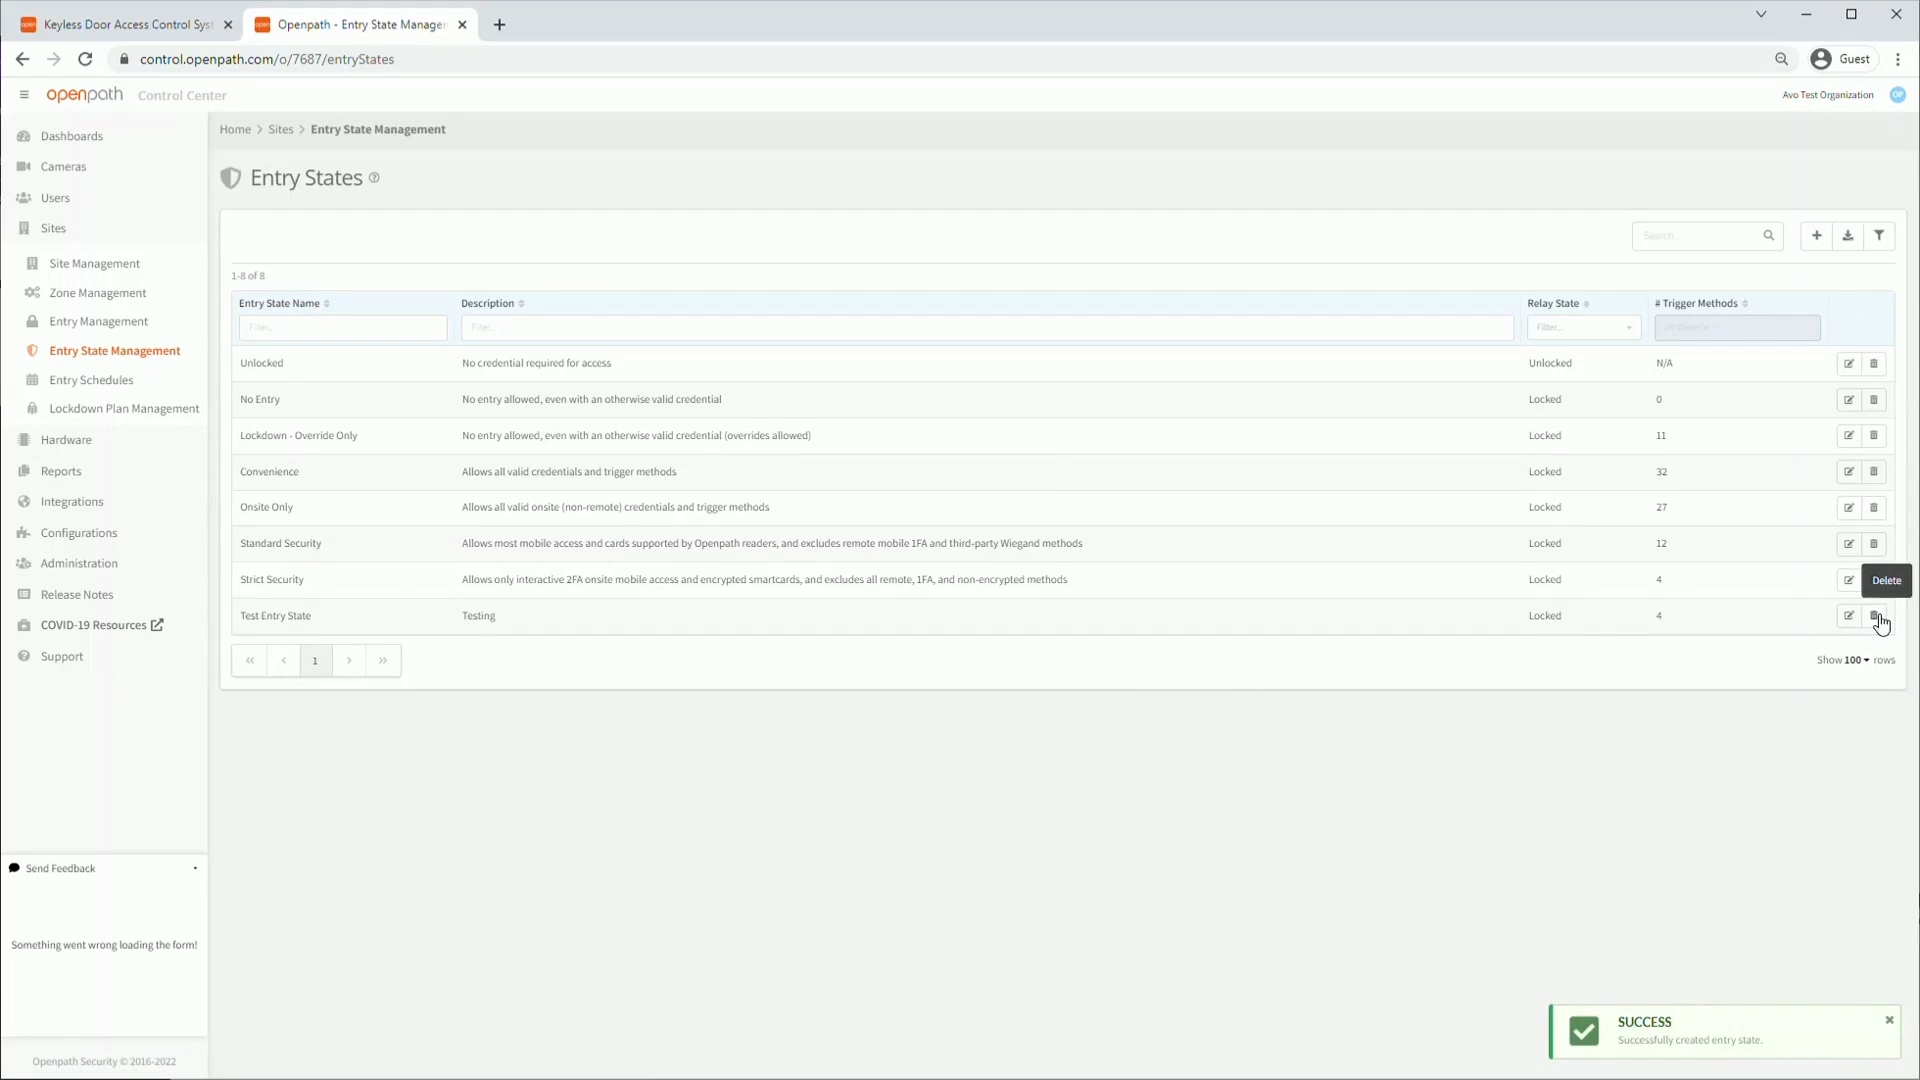 Keyless Door Access Control Sys
Openpath - Entry State Manager
control.openpath.com/o/7687/entryStates
Guest
openpath Control Center
Avo Test Organization
OP
Dashboards
Cameras
Users
Sites
Site Management
Zone Management
Entry Management
Entry State Management
Entry Schedules
Lockdown Plan Management
Hardware
Reports
Integrations
Configurations
Administration
Release Notes
COVID-19 Resources
Support
Send Feedback
Something went wrong loading the form!
Openpath Security © 2016-2022
Home > Sites > Entry State Management
Entry States
Search...
1-8 of 8
Entry State Name Description Relay State # Trigger Methods
Filter... Filter... Filter...
Unlocked No credential required for access Unlocked N/A
No Entry No entry allowed, even with an otherwise valid credential Locked 0
Lockdown - Override Only No entry allowed, even with an otherwise valid credential (overrides allowed) Locked 11
Convenience Allows all valid credentials and trigger methods Locked 32
Onsite Only Allows all valid onsite (non-remote) credentials and trigger methods Locked 27
Standard Security Allows most mobile access and cards supported by Openpath readers, and excludes remote mobile 1FA and third-party Wiegand methods Locked 12
Strict Security Allows only interactive 2FA onsite mobile access and encrypted smartcards, and excludes all remote, 1FA, and non-encrypted methods Locked 4
Delete
Test Entry State Testing Locked 4
« ‹ 1 › »
Show 100 rows
SUCCESS
Successfully created entry state.